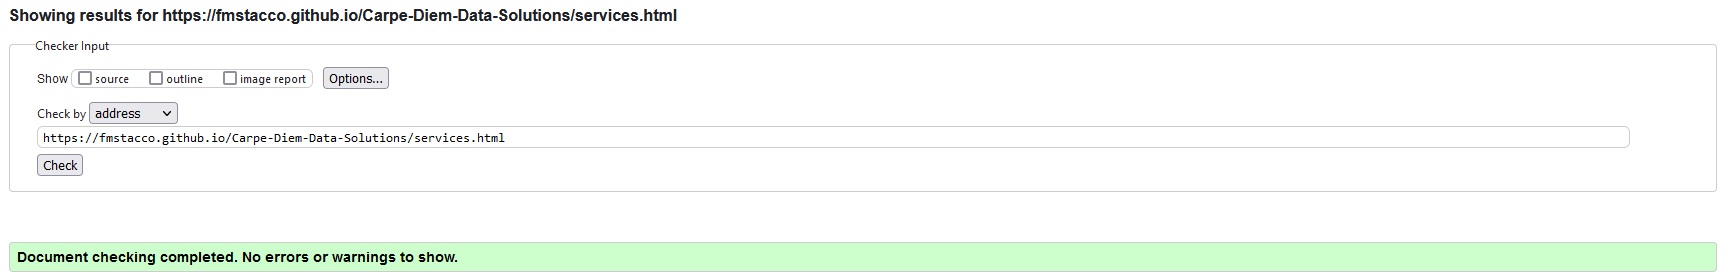 Showing results for https://fmstacco.github.io/Carpe-Diem-Data-Solutions/services.html
Checker Input
Show source outline image report Options...
Check by address
https://fmstacco.github.io/Carpe-Diem-Data-Solutions/services.html
Check
Document checking completed. No errors or warnings to show.